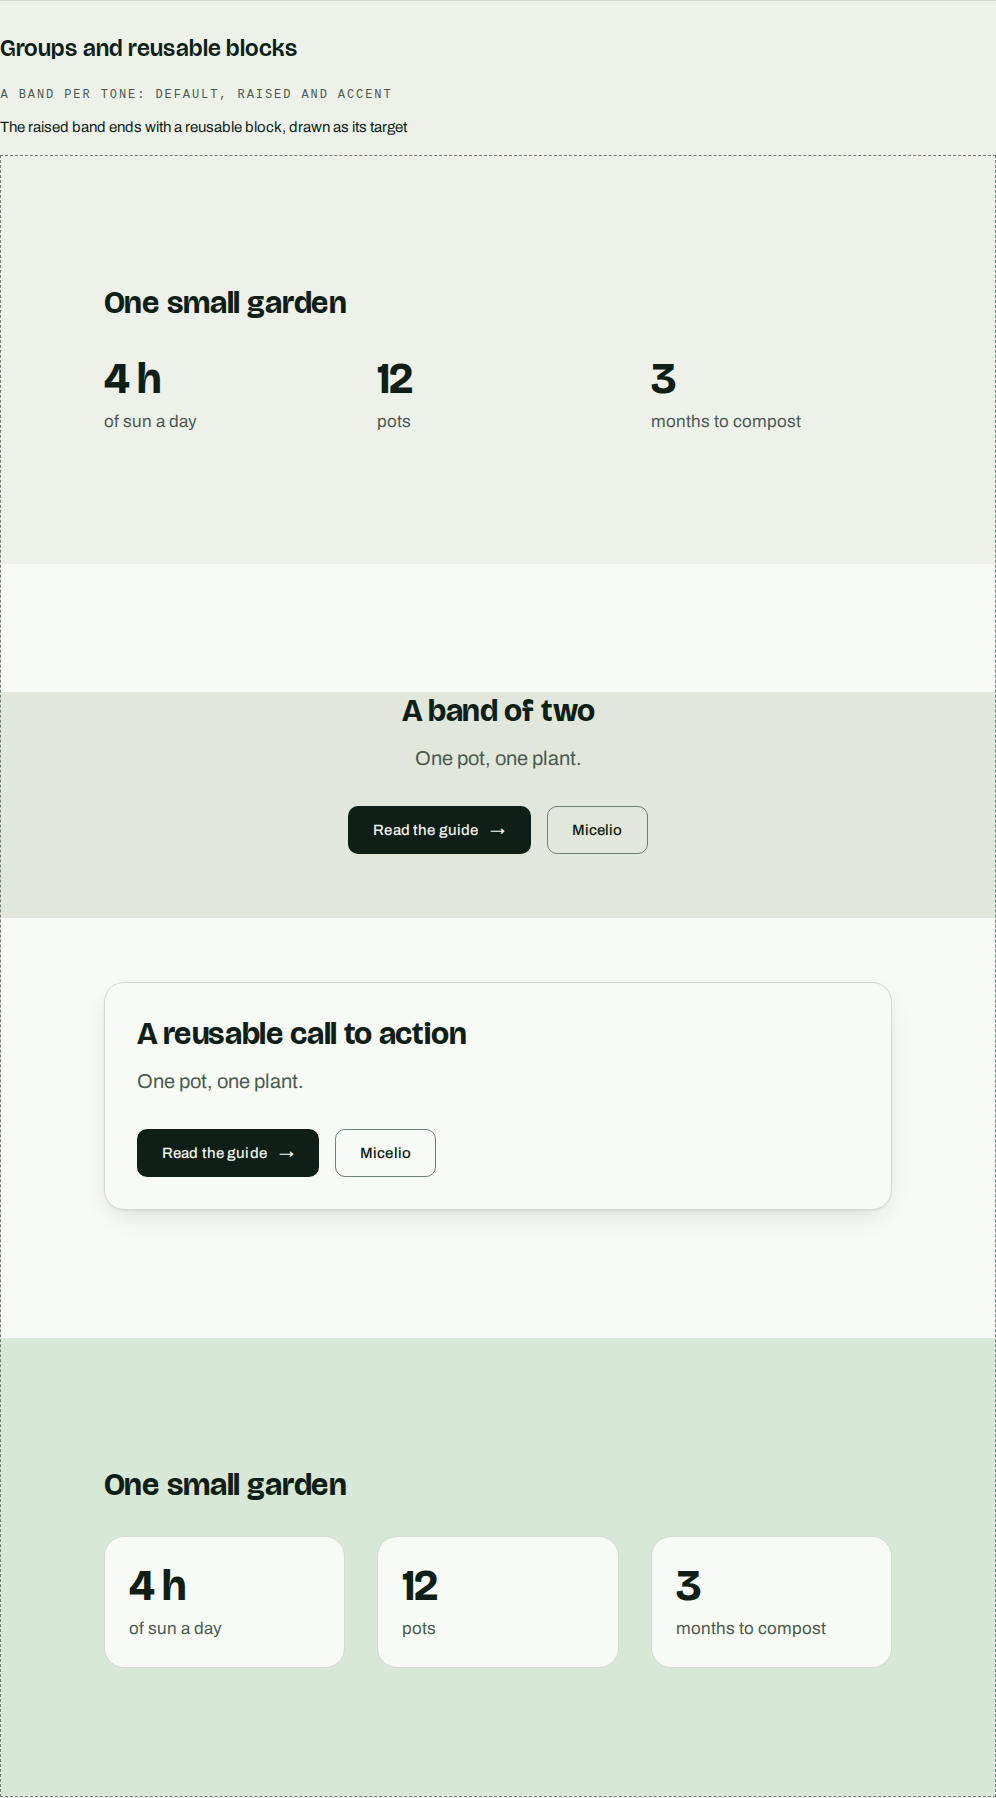 Groups and reusable blocks
A BAND PER TONE: DEFAULT, RAISED AND ACCENT
The raised band ends with a reusable block, drawn as its target
One small garden
4 h 12 3
of sun a day pots months to compost
A band of two
One pot, one plant.
Read the guide → Micelio
A reusable call to action
One pot, one plant.
Read the guide → Micelio
One small garden
4 h 12 3
of sun a day pots months to compost